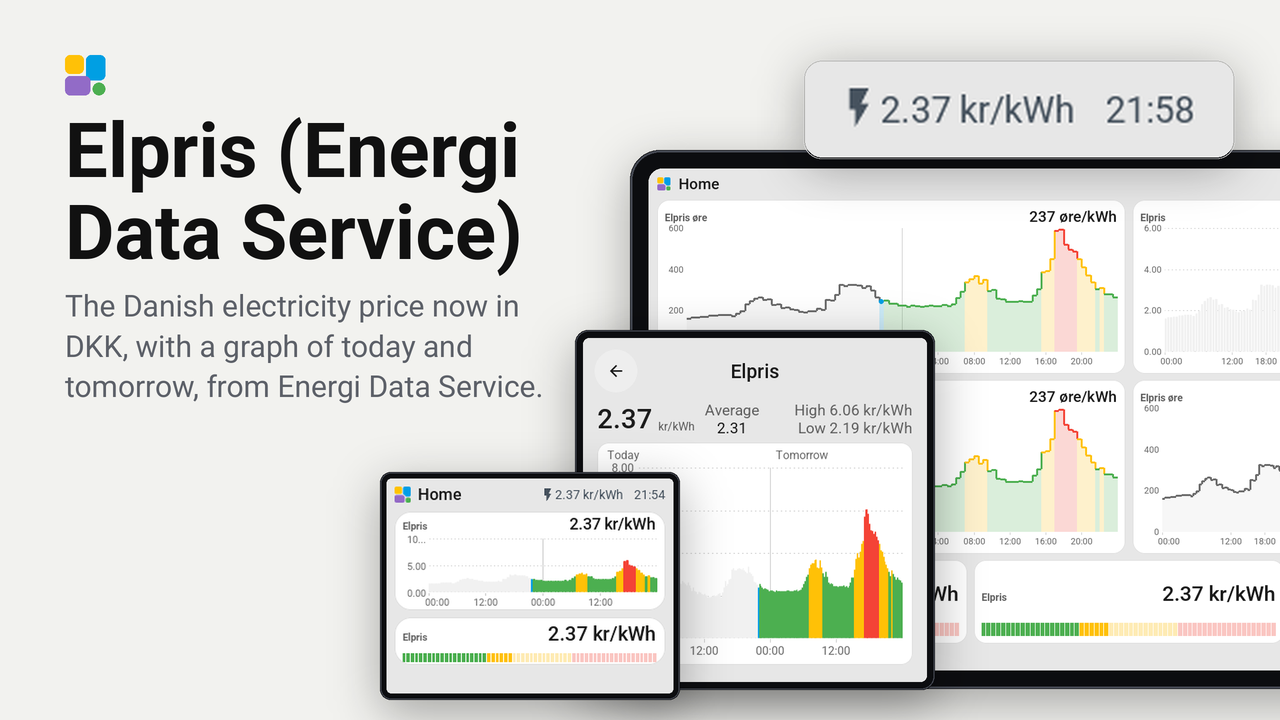 Elpris (Energi
Data Service)
The Danish electricity price now in
DKK, with a graph of today and
tomorrow, from Energi Data Service.
2.37 kr/kWh 21:58
Home
Elpris øre 237 øre/kWh
600
400
200
08:00 12:00 16:00 20:00
Elpris
6.00
4.00
2.00
0.00
00:00 12:00 18:00
237 øre/kWh
08:00 12:00 16:00 20:00
Elpris øre
600
400
200
0
00:00 12:00 18:00
Elpris 2.37 kr/kWh
Elpris
2.37 kr/kWh
Average
2.31
High 6.06 kr/kWh
Low 2.19 kr/kWh
Today Tomorrow
8.00
12:00 00:00 12:00
Home 2.37 kr/kWh 21:54
Elpris 2.37 kr/kWh
10...
5.00
0.00
00:00 12:00 00:00 12:00
Elpris 2.37 kr/kWh